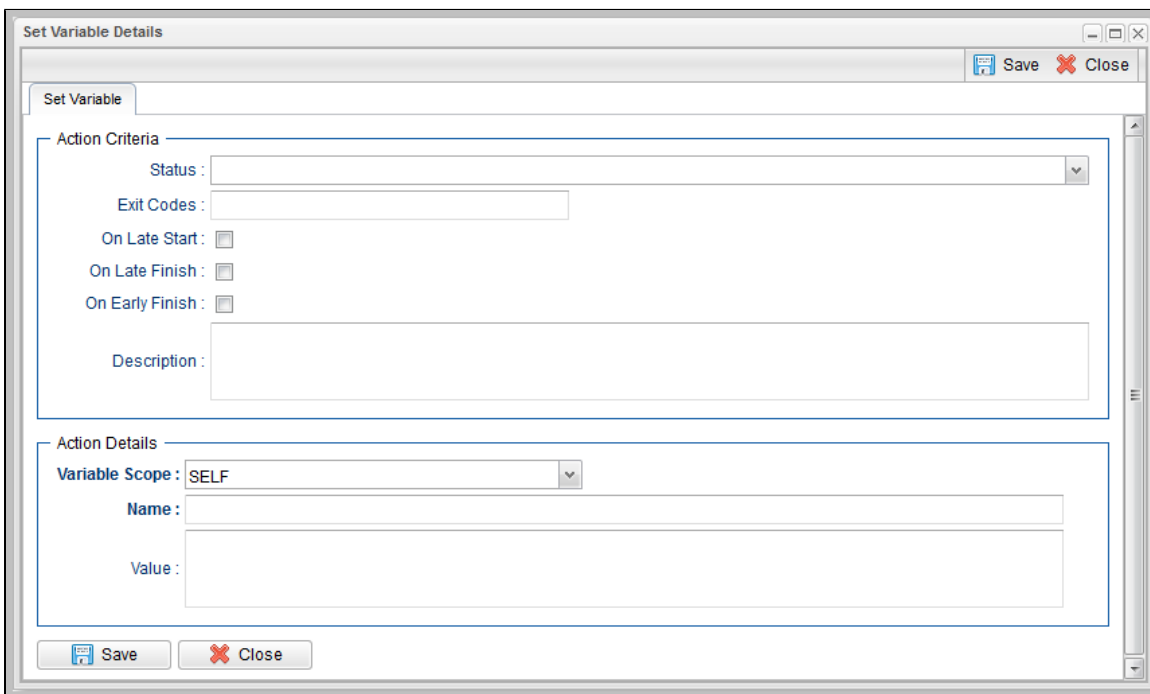 Set Variable Details
Save Close
Set Variable
Action Criteria
Status :
Exit Codes :
On Late Start :
On Late Finish :
On Early Finish :
Description :
Action Details
Variable Scope : SELF
Name :
Value :
Save Close